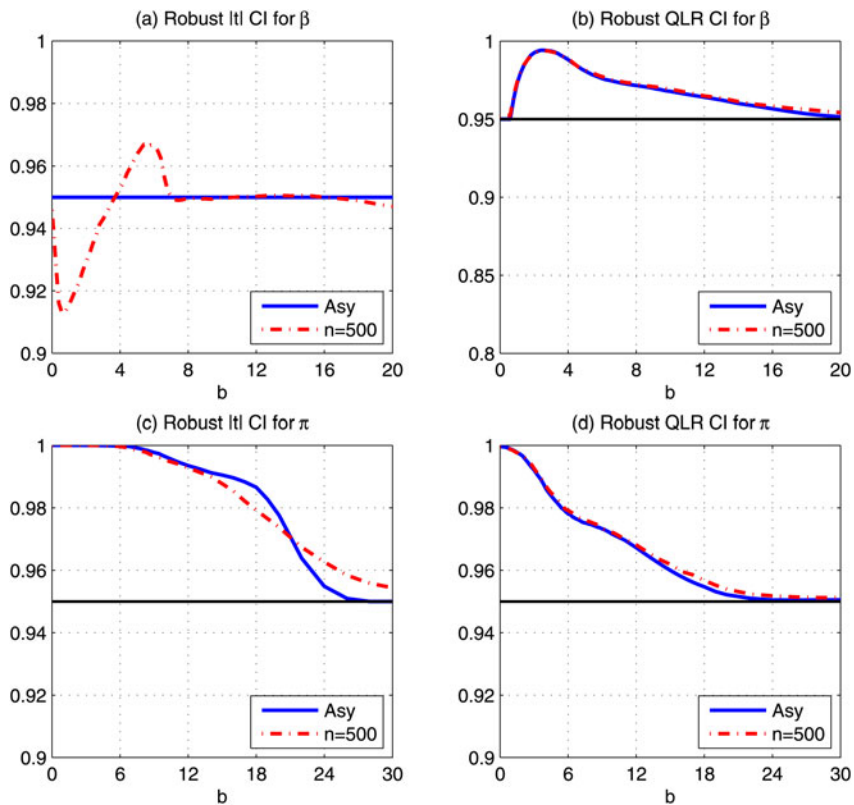 (a) Robust |t| CI for β
1
0.98
0.96
0.94
0.92
0.9
0 4 8 12 16 20
b
Asy
n=500
(b) Robust QLR CI for β
1
0.95
0.9
0.85
0.8
0 4 8 12 16 20
b
Asy
n=500
(c) Robust |t| CI for π
1
0.98
0.96
0.94
0.92
0.9
0 6 12 18 24 30
b
Asy
n=500
(d) Robust QLR CI for π
1
0.98
0.96
0.94
0.92
0.9
0 6 12 18 24 30
b
Asy
n=500